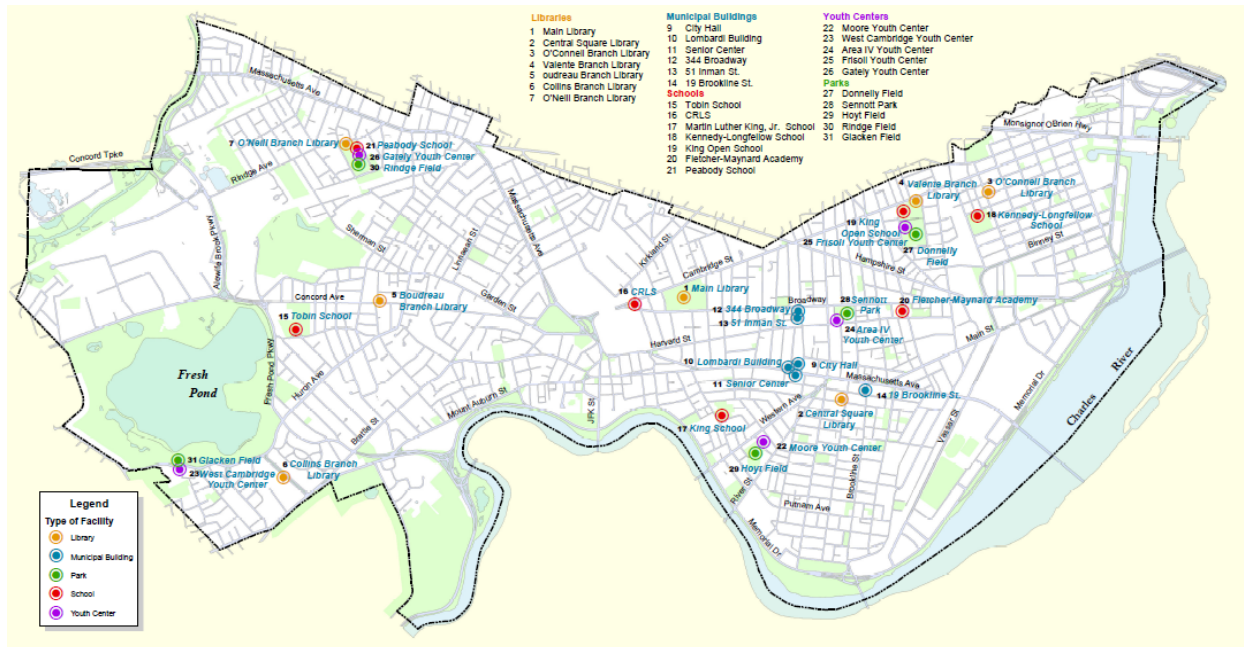 Libraries
1 Main Library
2 Central Square Library
3 O'Connell Branch Library
4 Valente Branch Library
5 oudreau Branch Library
6 Collins Branch Library
7 O'Neill Branch Library
Municipal Buildings
9 City Hall
10 Lombardi Building
11 Senior Center
12 344 Broadway
13 51 Inman St.
14 19 Brookline St.
Schools
15 Tobin School
16 CRLS
17 Martin Luther King, Jr. School
18 Kennedy-Longfellow School
19 King Open School
20 Fletcher-Maynard Academy
21 Peabody School
Youth Centers
22 Moore Youth Center
23 West Cambridge Youth Center
24 Area IV Youth Center
25 Frisoli Youth Center
26 Gately Youth Center
Parks
27 Donnelly Field
28 Sennott Park
29 Hoyt Field
30 Rindge Field
31 Glacken Field
Massachusetts Ave
Monsignor O'Brien Hwy
Concord Tpke
7 O'Neill Branch Library
21 Peabody School
26 Gately Youth Center
30 Rindge Field
Rindge Ave
4 Valente Branch
Library
3 O'Connell Branch
Library
Massachusetts Ave
Alewife Brook Pkwy
Sherman St
Linnean St
Kirkland St
19 King
Open School
18 Kennedy-Longfellow
School
25 Frisoli Youth Center
27 Donnelly
Field
Binney St
Hampshire St
Cambridge St
Concord Ave
5 Boudreau
Branch Library
Garden St
16 CRLS
1 Main Library
Broadway
28 Sennott
Park
20 Fletcher-Maynard Academy
15 Tobin School
12 344 Broadway
13 51 Inman St.
24 Area IV
Youth Center
Main St
Harvard St
Fresh Pond Pkwy
Fresh
Pond
Huron Ave
10 Lombardi Building
9 City Hall
11 Senior Center
Massachusetts Ave
14 19 Brookline St.
Memorial Dr
Charles River
Mount Auburn St
JFK St
Brattle St
Western Ave
2 Central Square
Library
Vassar St
17 King School
22 Moore Youth Center
29 Hoyt Field
Brookline St
31 Glacken Field
23 West Cambridge
Youth Center
6 Collins Branch
Library
River St
Putnam Ave
Memorial Dr
Legend
Type of Facility
Library
Municipal Building
Park
School
Youth Center